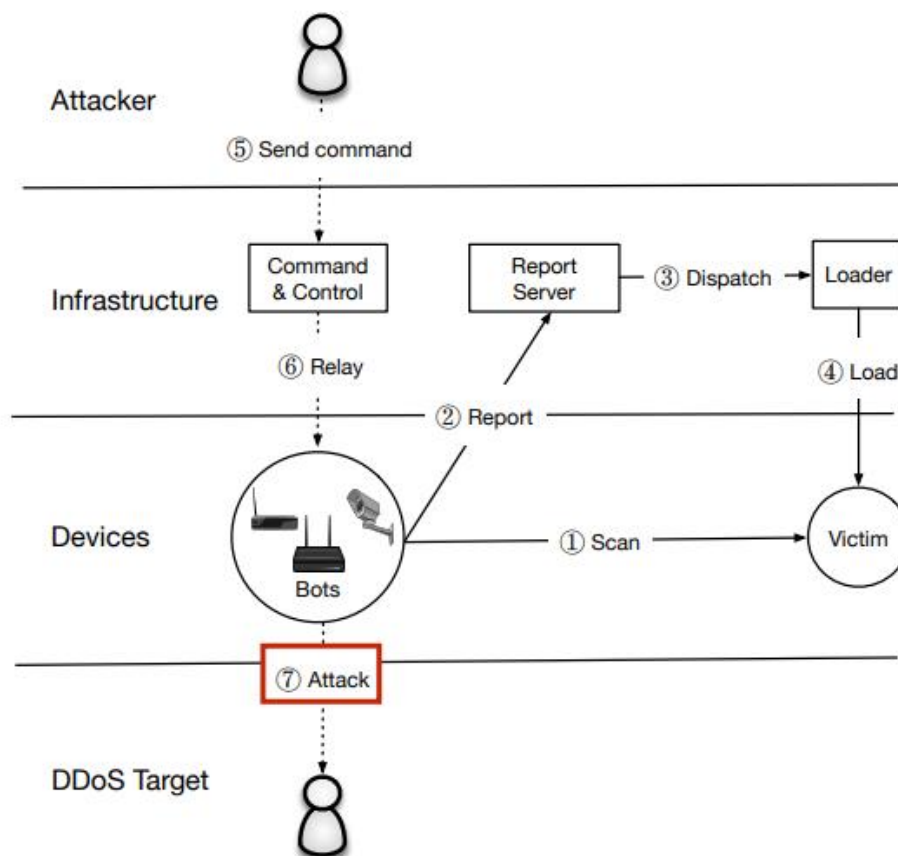 Attacker
⑤ Send command
Infrastructure
Command
& Control
Report
Server
③ Dispatch
Loader
⑥ Relay
④ Load
② Report
Devices
Bots
① Scan
Victim
⑦ Attack
DDoS Target